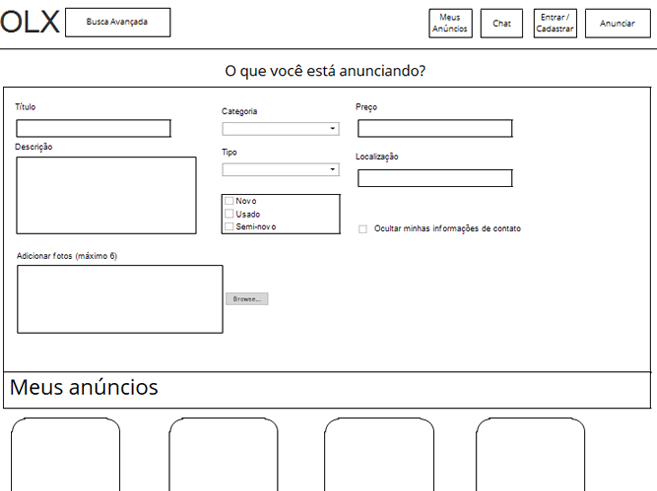 OLX
Busca Avançada
Meus
Anúncios
Chat
Entrar /
Cadastrar
Anunciar
O que você está anunciando?
Título
Categoria
Preço
Descrição
Tipo
Localização
Novo
Usado
Semi-novo
Ocultar minhas informações de contato
Adicionar fotos (máximo 6)
Browse...
Meus anúncios